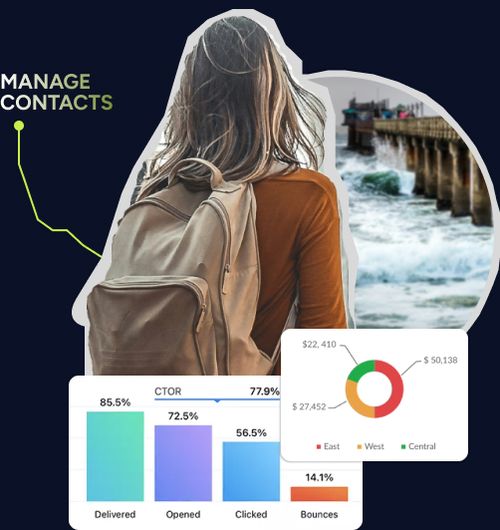 MANAGE
CONTACTS
$22, 410
$ 50,138
$ 27,452
East West Central
CTOR 77.9%
85.5%
72.5%
56.5%
14.1%
Delivered Opened Clicked Bounces